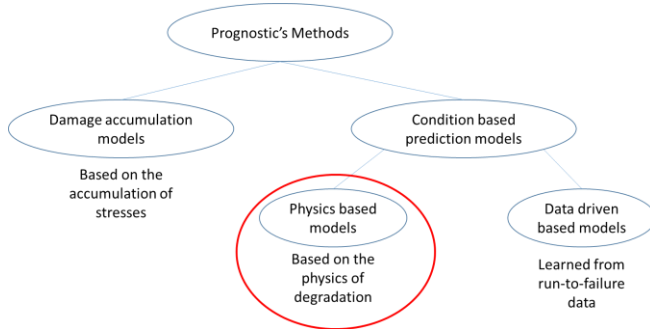 Prognostic's Methods
Damage accumulation
models
Based on the
accumulation of
stresses
Condition based
prediction models
Physics based
models
Based on the
physics of
degradation
Data driven
based models
Learned from
run-to-failure
data